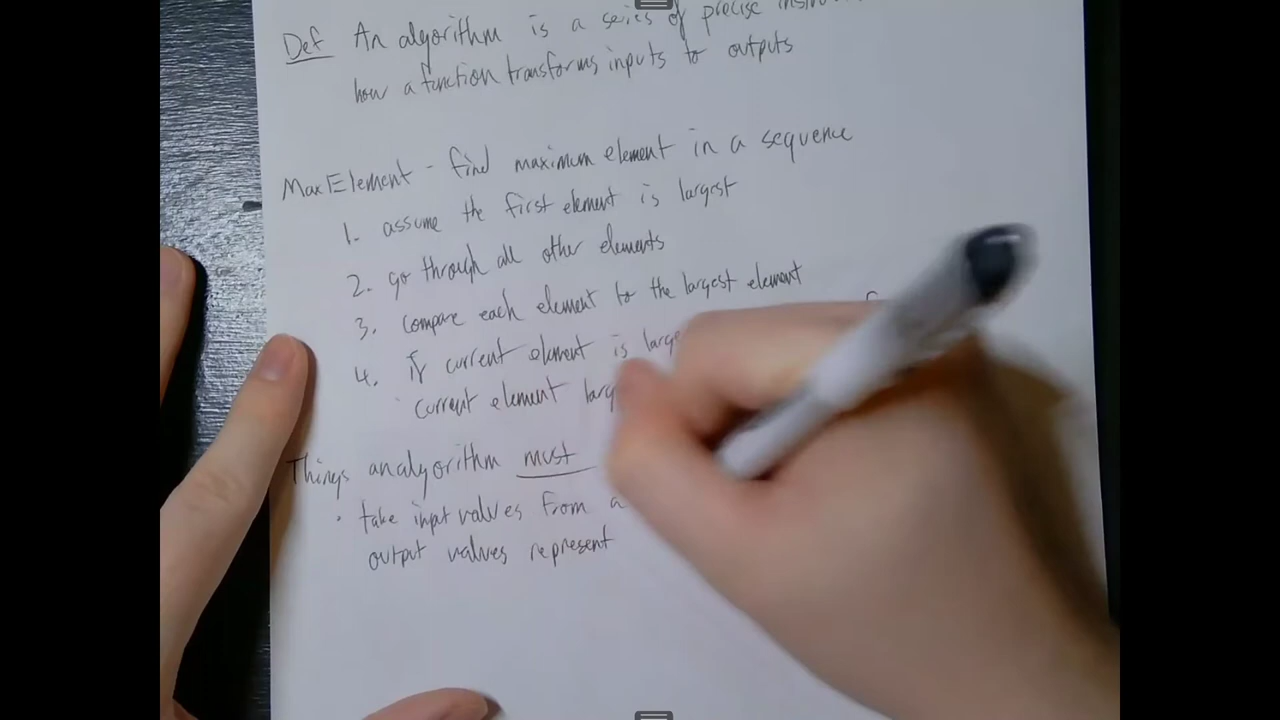 Def An algorithm is a series of precise
how a function transforms inputs to outputs
MaxElement - find maximum element in a sequence
1. assume the first element is largest
2. go through all other elements
3. compare each element to the largest element
4. if current element is
current element
Things an algorithm must
· take input values from a
output values represent